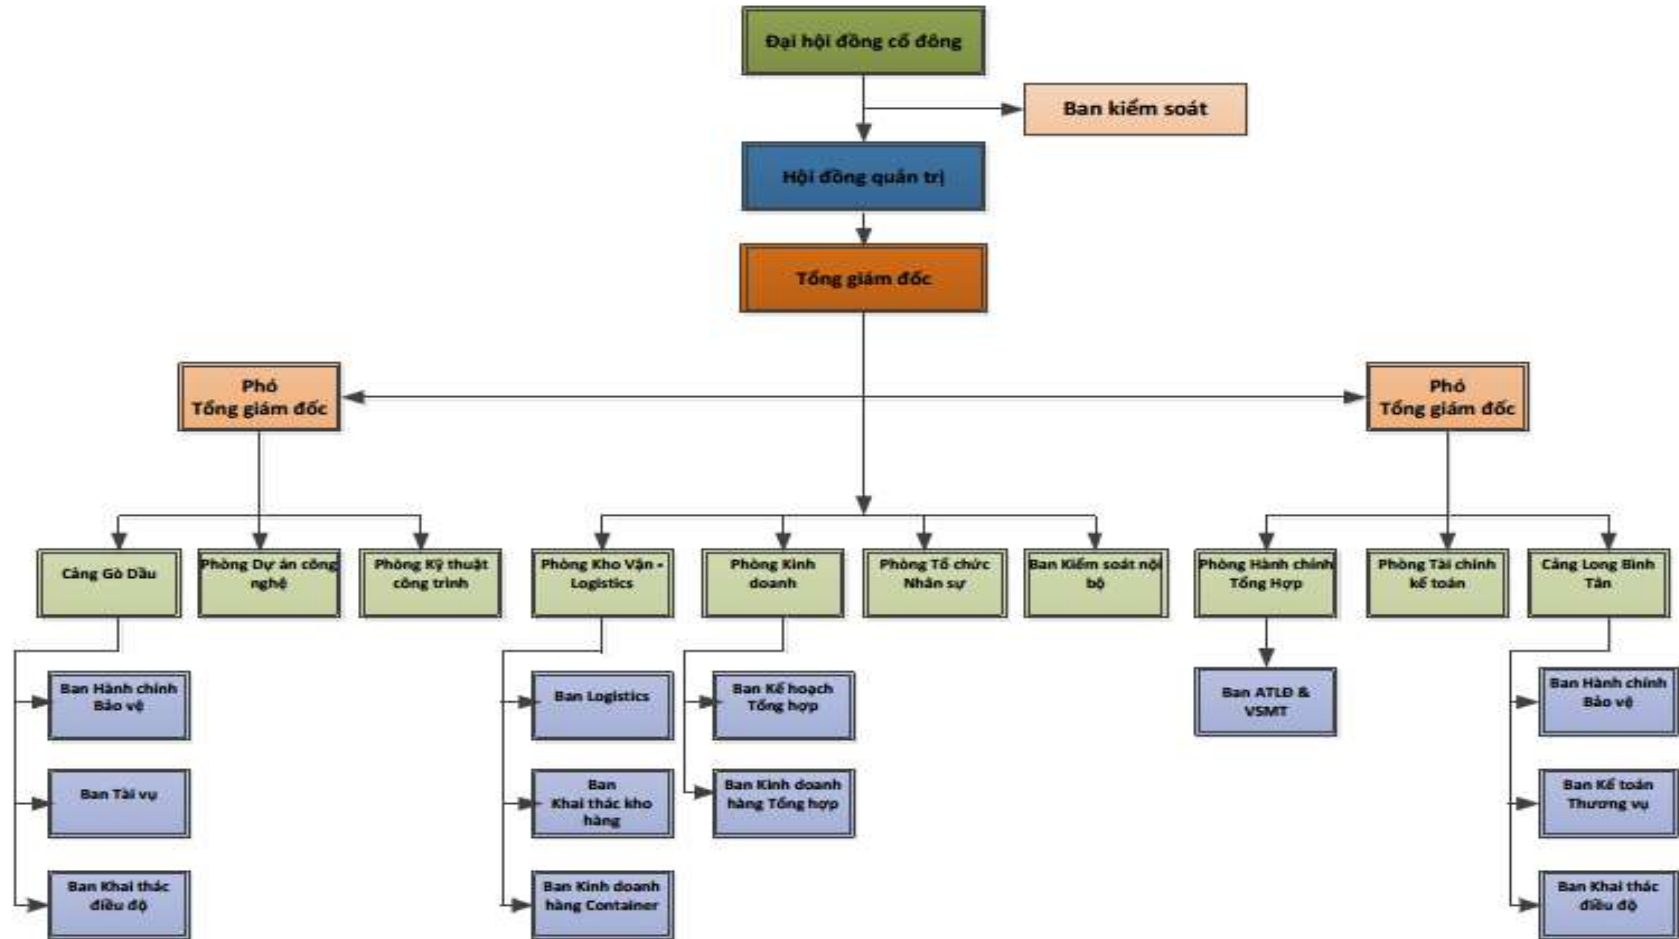 Đại hội đồng cổ đông
Ban kiểm soát
Hội đồng quản trị
Tổng giám đốc
Phó
Tổng giám đốc
Phó
Tổng giám đốc
Cảng Gò Dầu
Phòng Dự án công
nghệ
Phòng Kỹ thuật
công trình
Phòng Kho Vận -
Logistics
Phòng Kinh
doanh
Phòng Tổ chức
Nhân sự
Ban Kiểm soát nội
bộ
Phòng Hành chính
Tổng Hợp
Phòng Tài chính
kế toán
Cảng Long Bình
Tân
Ban Hành chính
Bảo vệ
Ban Logistics
Ban Kế hoạch
Tổng hợp
Ban ATLĐ &
VSMT
Ban Hành chính
Bảo vệ
Ban Tài vụ
Ban
Khai thác kho
hàng
Ban Kinh doanh
hàng Tổng hợp
Ban Kế toán
Thương vụ
Ban Khai thác
điều độ
Ban Kinh doanh
hàng Container
Ban Khai thác
điều độ